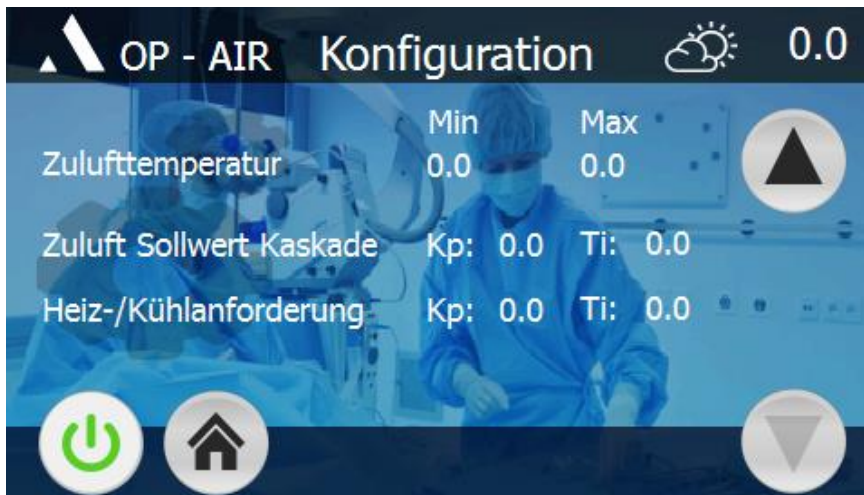 OP - AIR Konfiguration 0.0
Min Max
Zulufttemperatur 0.0 0.0
Zuluft Sollwert Kaskade Kp: 0.0 Ti: 0.0
Heiz-/Kühlanforderung Kp: 0.0 Ti: 0.0